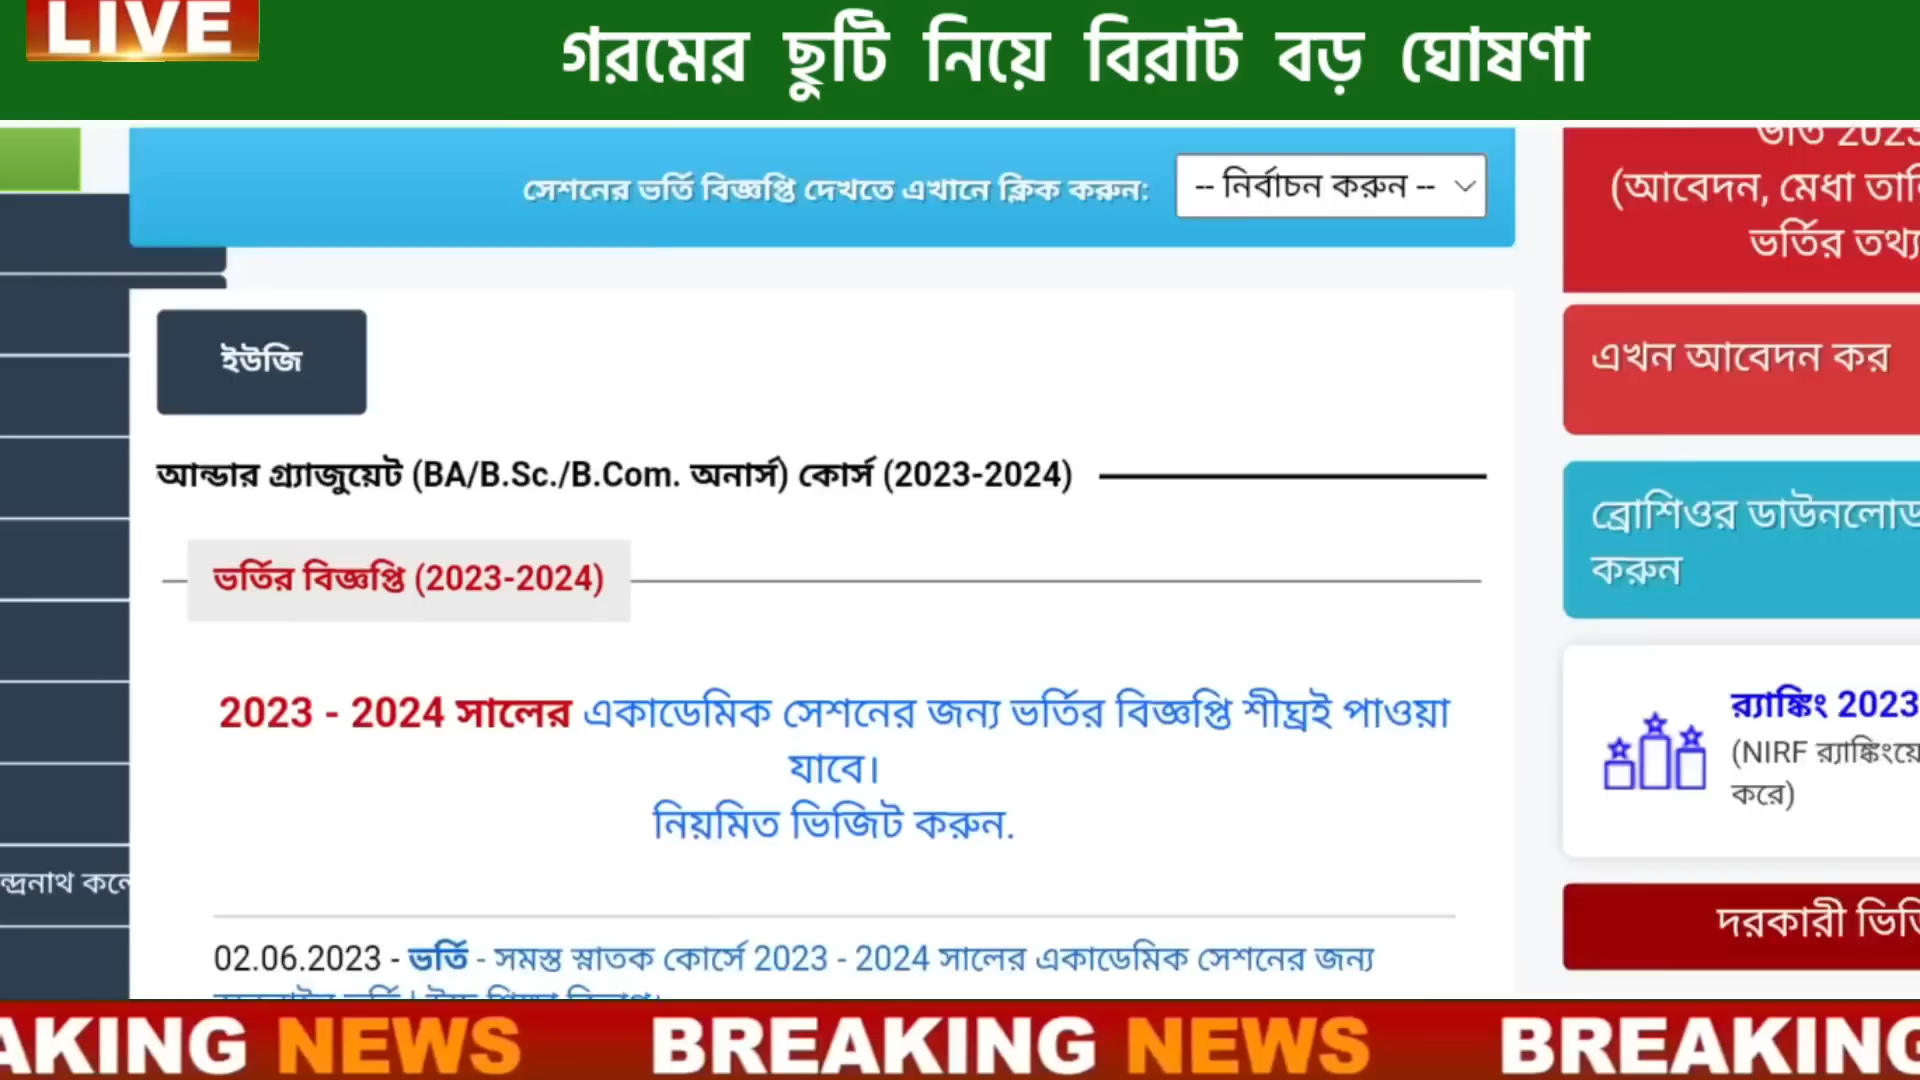 LIVE
গরমের ছুটি নিয়ে বিরাট বড় ঘোষণা
সেশনের ভর্তি বিজ্ঞপ্তি দেখতে এখানে ক্লিক করুন:
-- নির্বাচন করুন --
ইউজি
আন্ডার গ্র্যাজুয়েট (BA/B.Sc./B.Com. অনার্স) কোর্স (2023-2024)
ভর্তির বিজ্ঞপ্তি (2023-2024)
2023 - 2024 সালের একাডেমিক সেশনের জন্য ভর্তির বিজ্ঞপ্তি শীঘ্রই পাওয়া
যাবে।
নিয়মিত ভিজিট করুন.
02.06.2023 - ভর্তি - সমস্ত স্নাতক কোর্সে 2023 - 2024 সালের একাডেমিক সেশনের জন্য
2023
(আবেদন, মেধা
ভর্তির তথ্য
এখন আবেদন কর
ব্রোশিওর ডাউনলোড
করুন
র‍্যাঙ্কিং 2023
(NIRF র‍্যাঙ্কিংয়ে
করে)
দরকারী
AKING NEWS BREAKING NEWS BREAKING